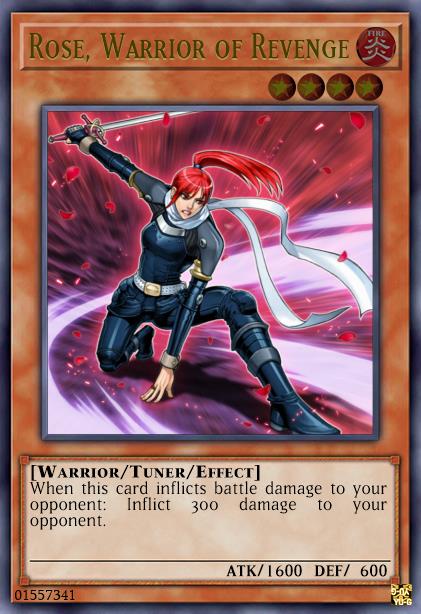 Rose, Warrior of Revenge
FIRE
炎
[Warrior/Tuner/Effect]
When this card inflicts battle damage to your
opponent: Inflict 300 damage to your
opponent.
ATK/1600 DEF/ 600
01557341